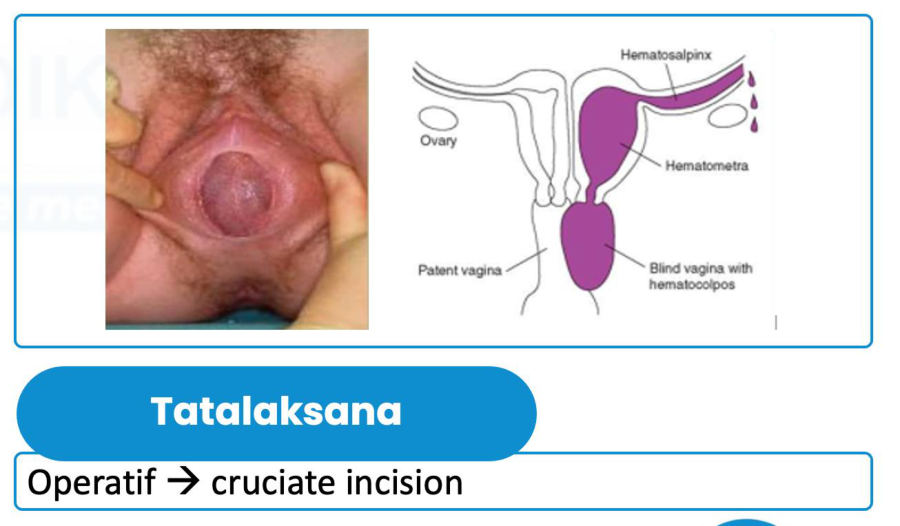 Hematosalpinx
Ovary
Hematometra
Patent vagina
Blind vagina with
hematocolpos
Tatalaksana
Operatif → cruciate incision